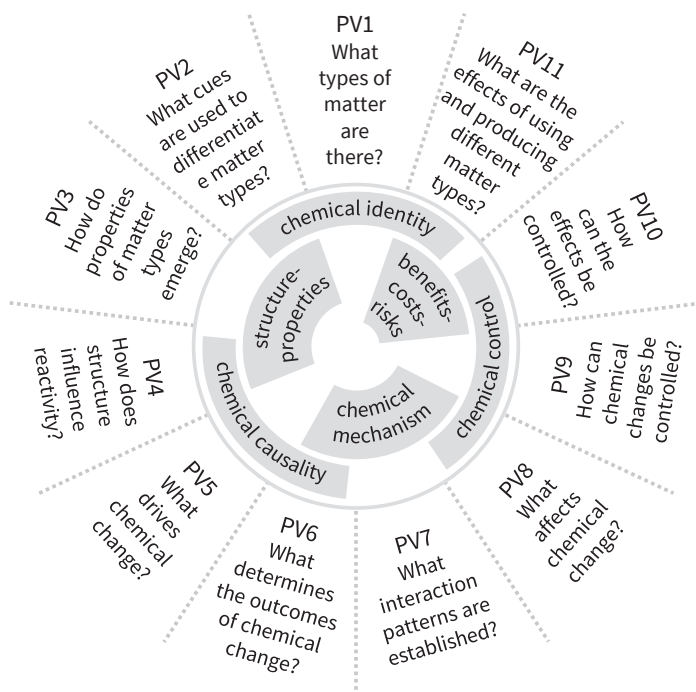 PV1
What
types of
matter
are
there?
PV2
What cues
are used to
differentiat
e matter
types?
PV3
How do
properties
of matter
types
emerge?
PV4
How does
structure
influence
reactivity?
PV5
What
drives
chemical
change?
PV6
What
determines
the outcomes
of chemical
change?
PV7
What
interaction
patterns are
established?
PV8
What
affects
chemical
change?
PV9
How can
chemical
changes be
controlled?
PV10
How
can the
effects be
controlled?
PV11
What are the
effects of using
and producing
different
matter
types?
chemical identity
chemical control
chemical causality
structure-
properties
benefits-
costs-
risks
chemical
mechanism